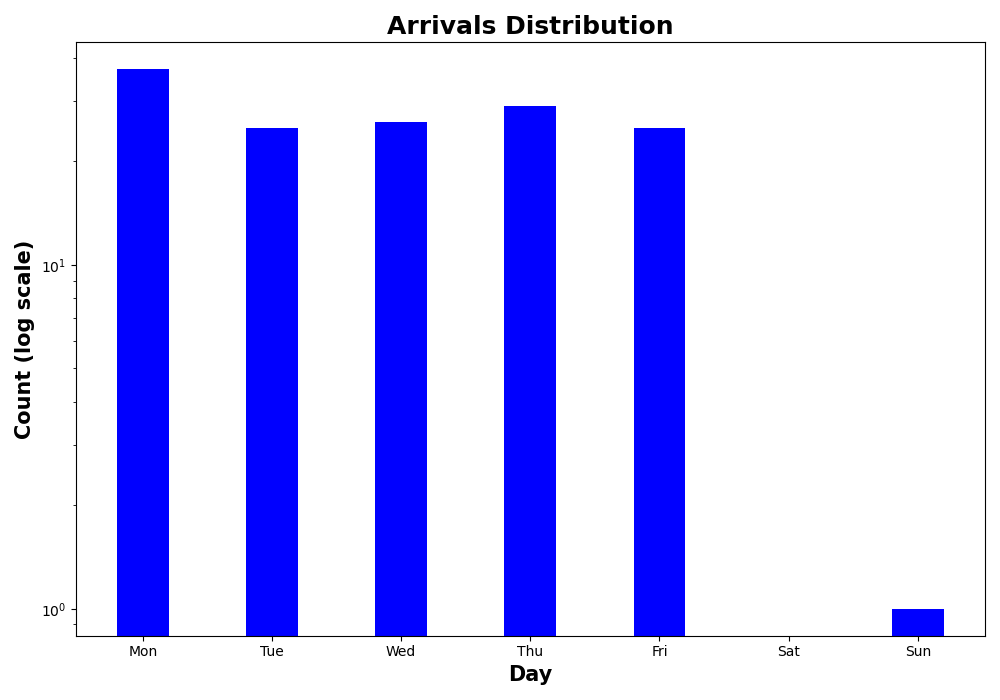 Arrivals Distribution
Count (log scale)
10¹
10⁰
Mon Tue Wed Thu Fri Sat Sun
Day